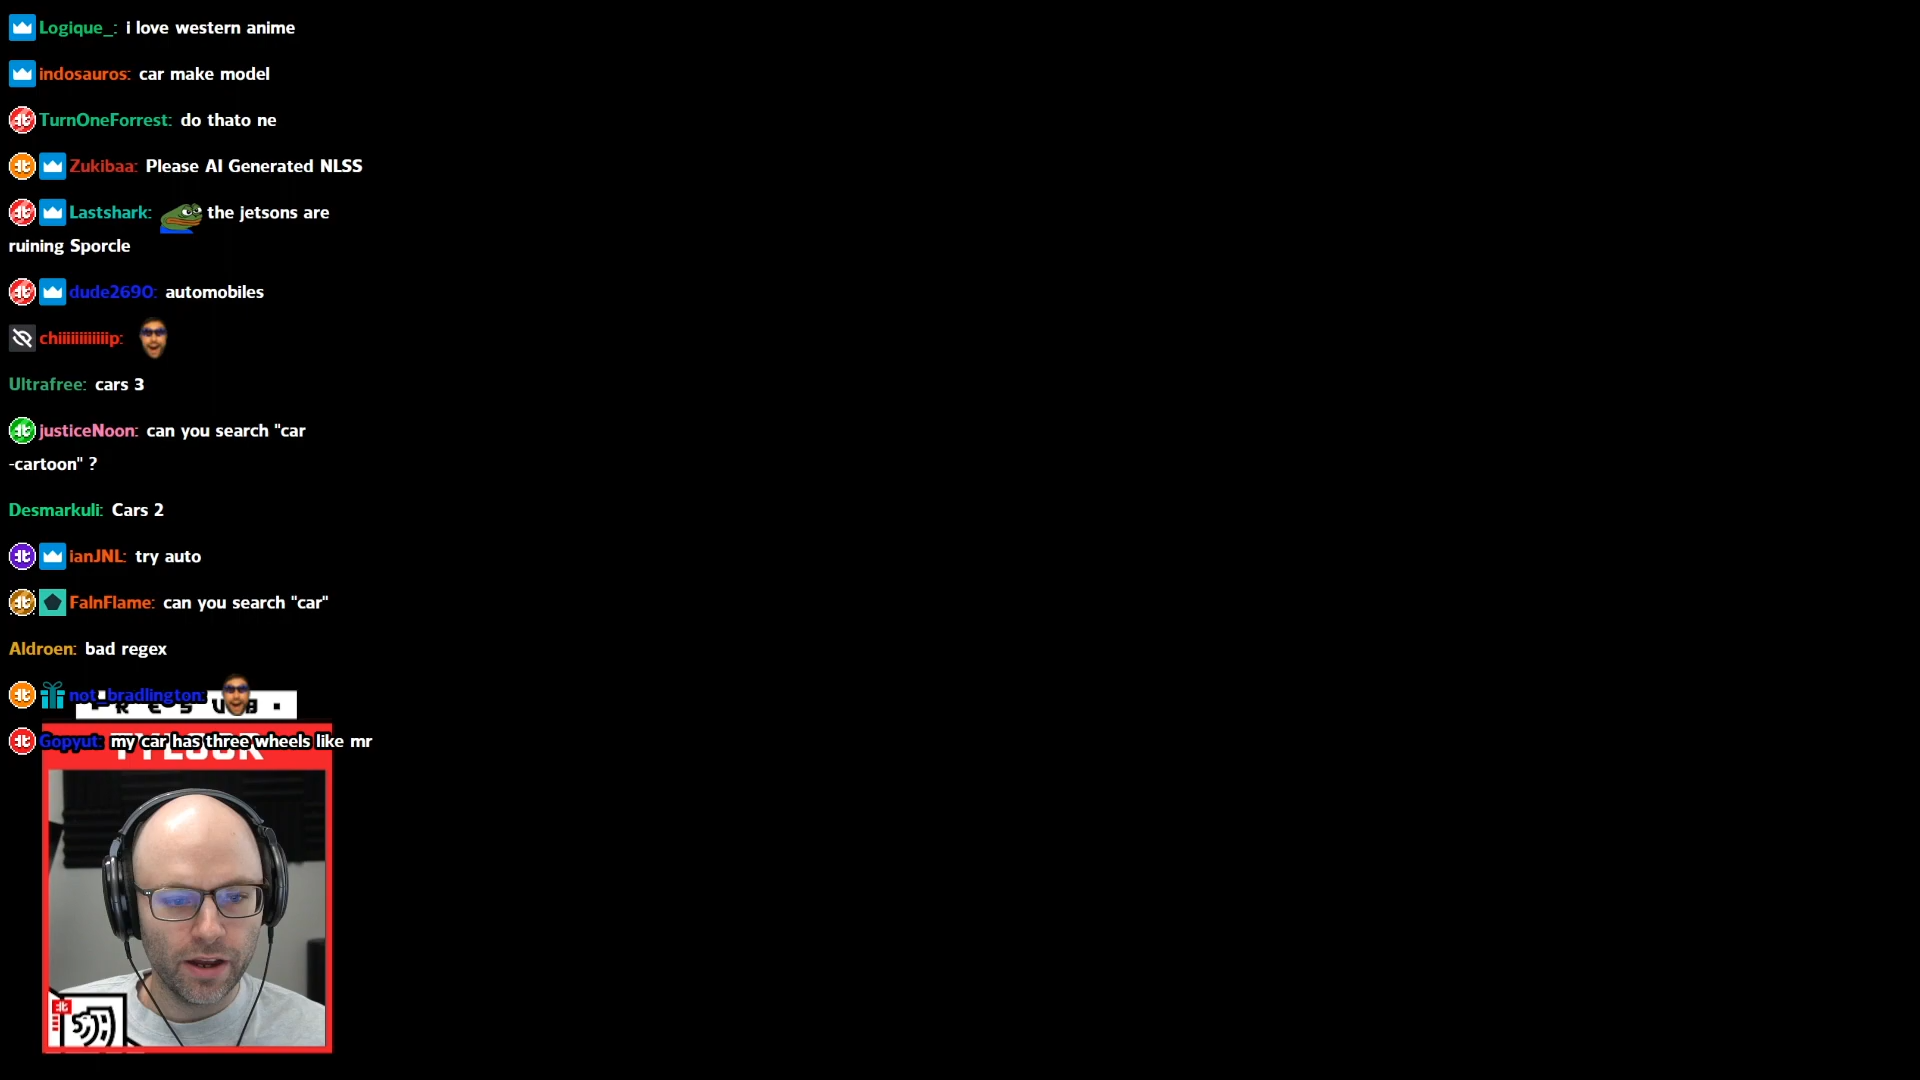 Logique_: i love western anime
indosauros: car make model
TurnOneForrest: do thato ne
Zukibaa: Please AI Generated NLSS
Lastshark: the jetsons are
ruining Sporcle
dude2690: automobiles
chiiiiiiiiiiiip:
Ultrafree: cars 3
justiceNoon: can you search "car
-cartoon" ?
Desmarkuli: Cars 2
ianJNL: try auto
FalnFlame: can you search "car"
Aldroen: bad regex
not_bradlington:
Gopyut: my car has three wheels like mr